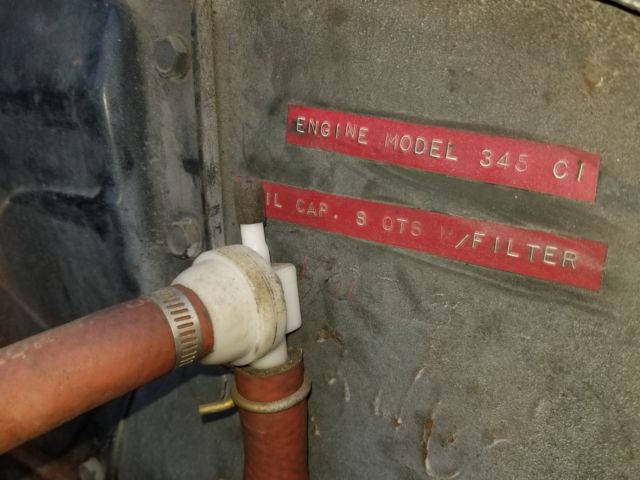 ENGINE MODEL 345 CI
IL CAP. 8 QTS W/FILTER